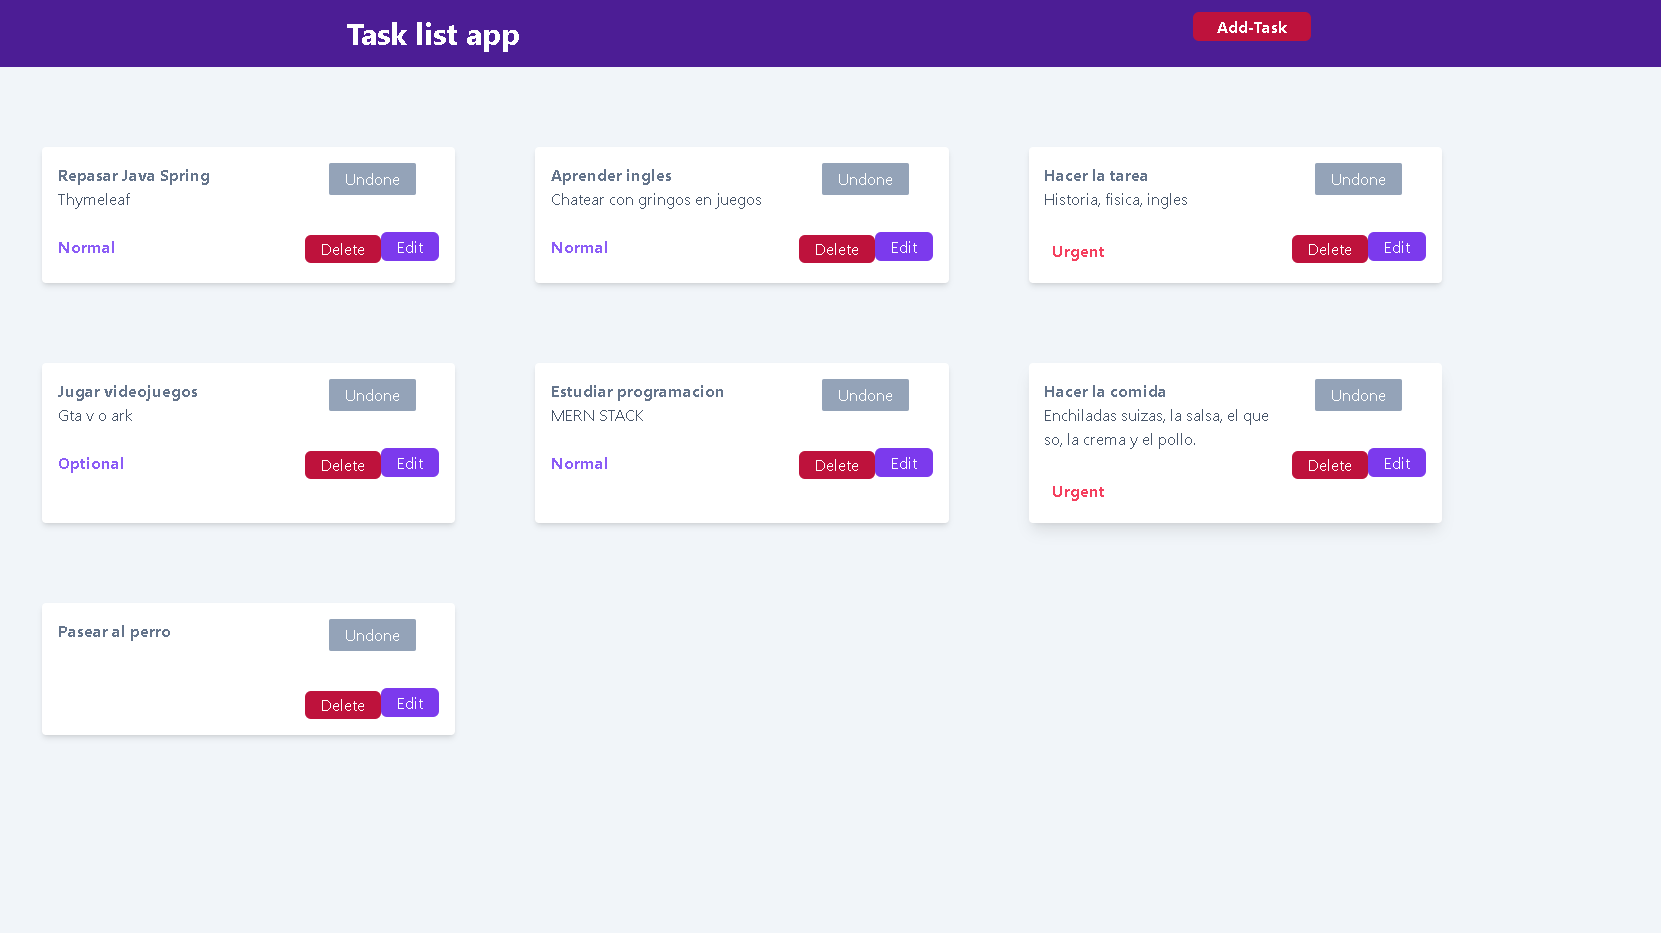 Task list app
Add-Task
Repasar Java Spring
Undone
Thymeleaf
Normal
Delete
Edit
Aprender ingles
Undone
Chatear con gringos en juegos
Normal
Delete
Edit
Hacer la tarea
Undone
Historia, fisica, ingles
Urgent
Delete
Edit
Jugar videojuegos
Undone
Gta v o ark
Optional
Delete
Edit
Estudiar programacion
Undone
MERN STACK
Normal
Delete
Edit
Hacer la comida
Undone
Enchiladas suizas, la salsa, el que
so, la crema y el pollo.
Delete
Edit
Urgent
Pasear al perro
Undone
Delete
Edit